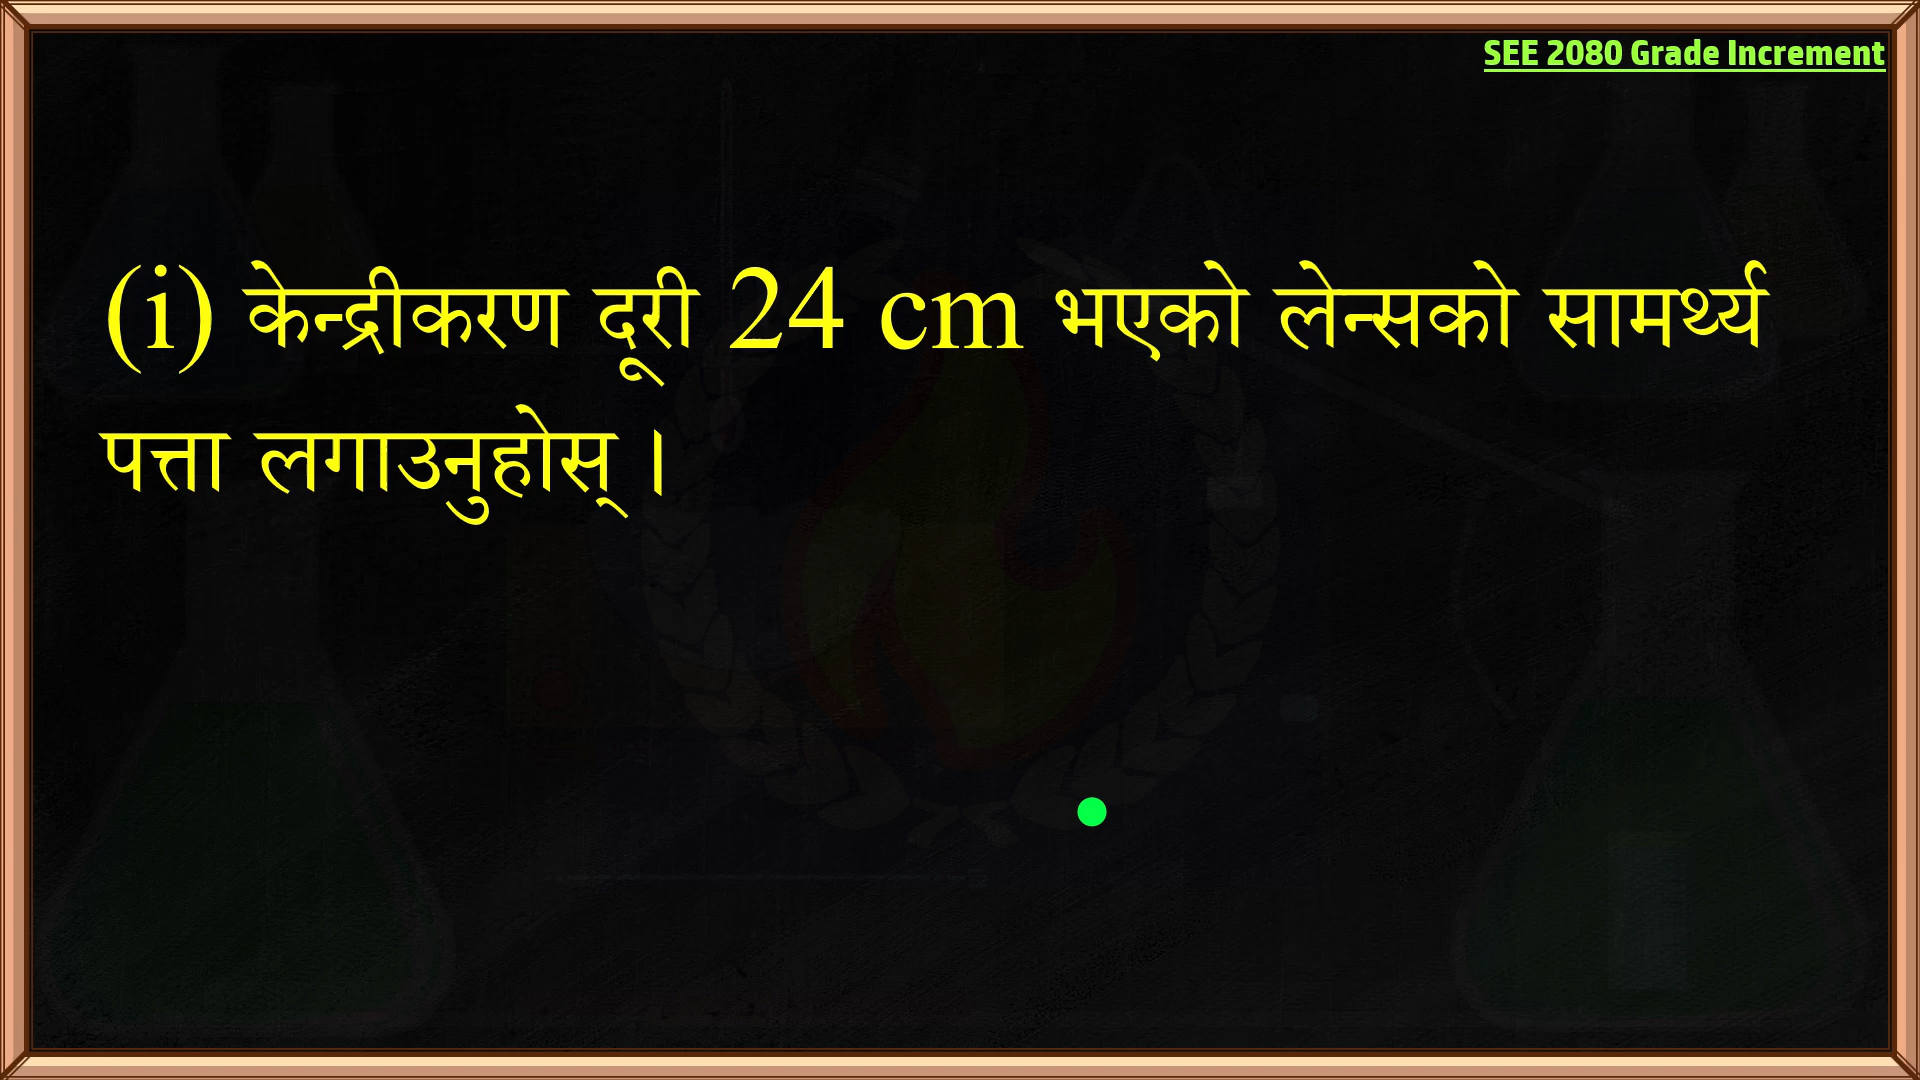 SEE 2080 Grade Increment
(i) केन्द्रीकरण दूरी 24 cm भएको लेन्सको सामर्थ्य
पत्ता लगाउनुहोस् ।